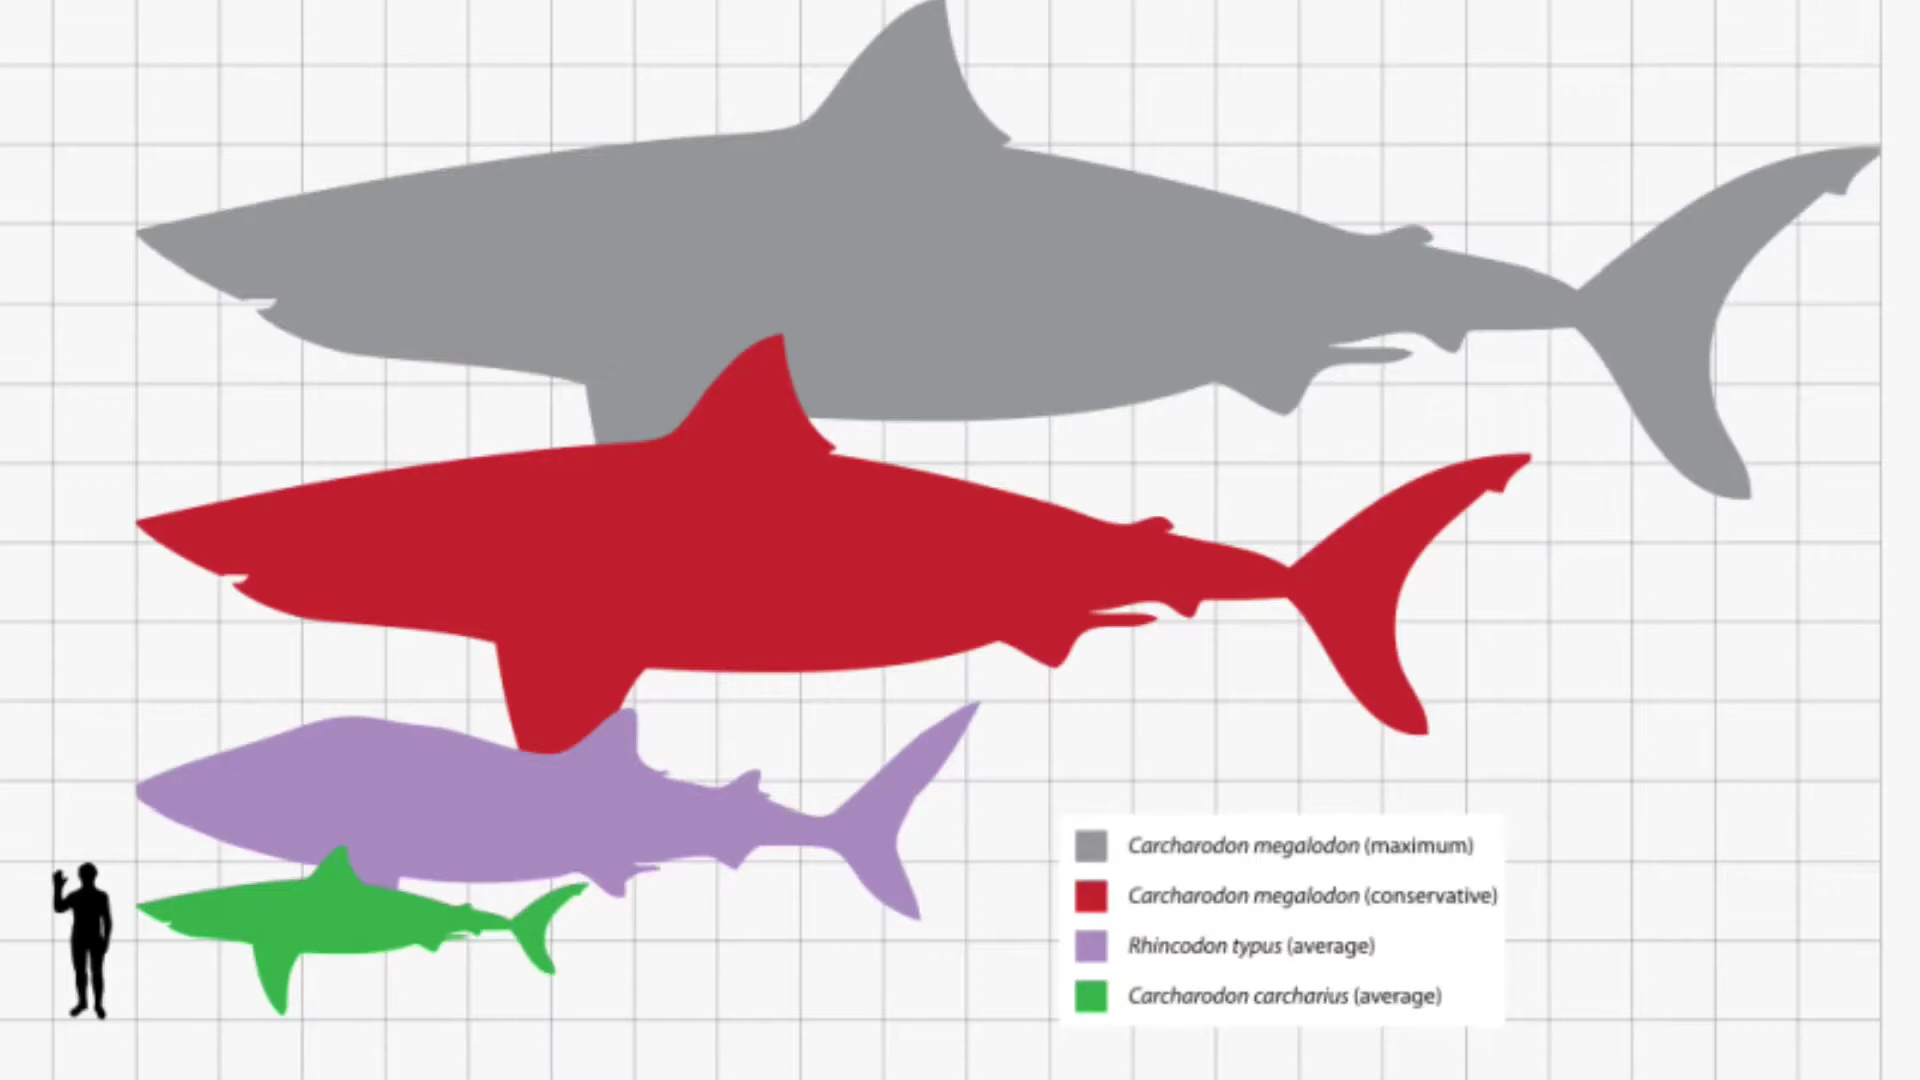 Carcharodon megalodon (maximum)
Carcharodon megalodon (conservative)
Rhincodon typus (average)
Carcharodon carcharius (average)